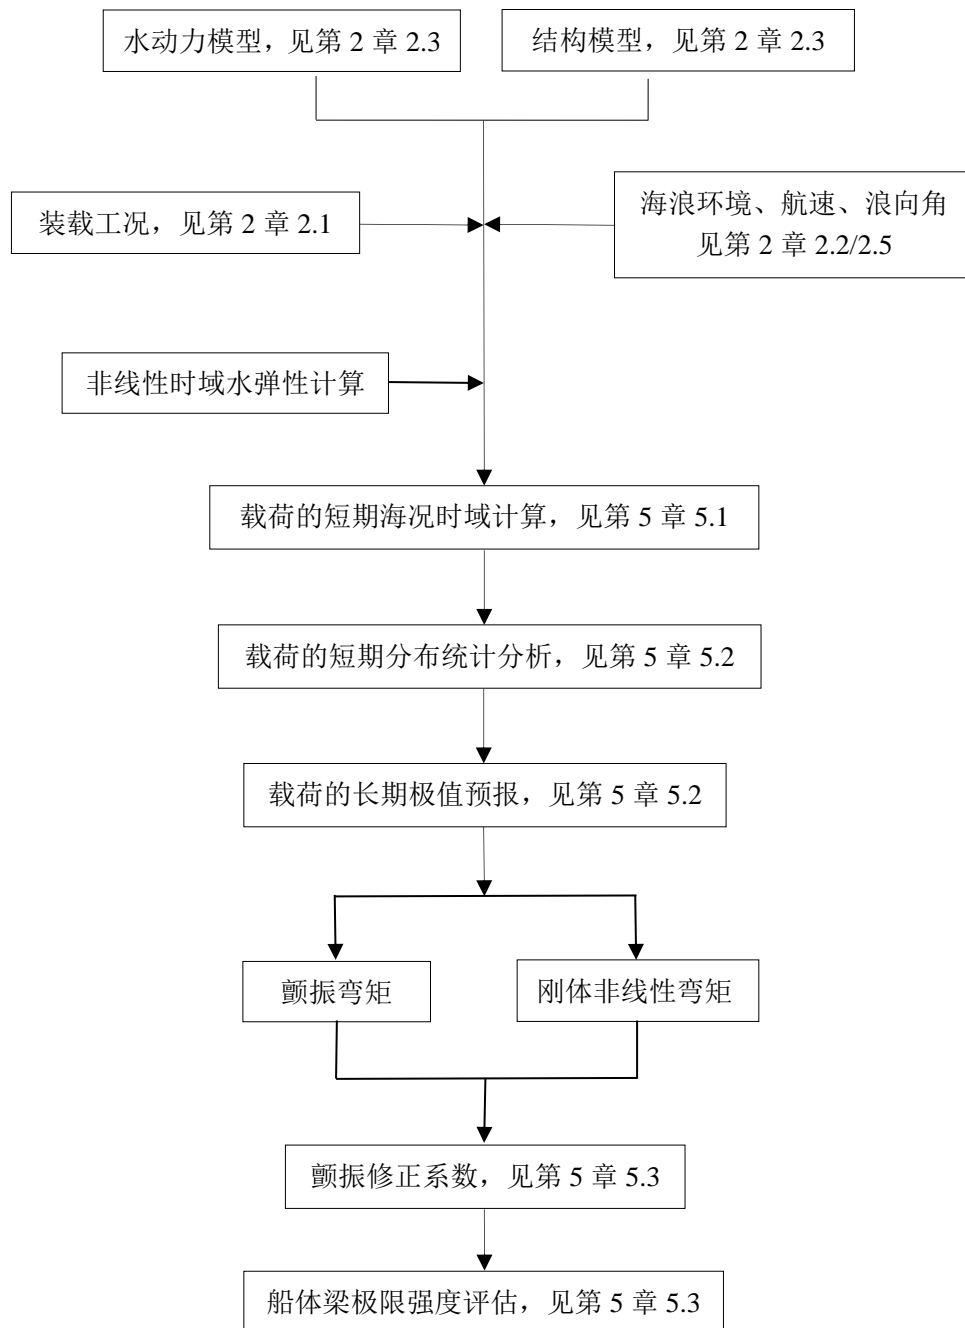 水动力模型，见第 2 章 2.3
结构模型，见第 2 章 2.3
装载工况，见第 2 章 2.1
海浪环境、航速、浪向角
见第 2 章 2.2/2.5
非线性时域水弹性计算
载荷的短期海况时域计算，见第 5 章 5.1
载荷的短期分布统计分析，见第 5 章 5.2
载荷的长期极值预报，见第 5 章 5.2
颤振弯矩
刚体非线性弯矩
颤振修正系数，见第 5 章 5.3
船体梁极限强度评估，见第 5 章 5.3